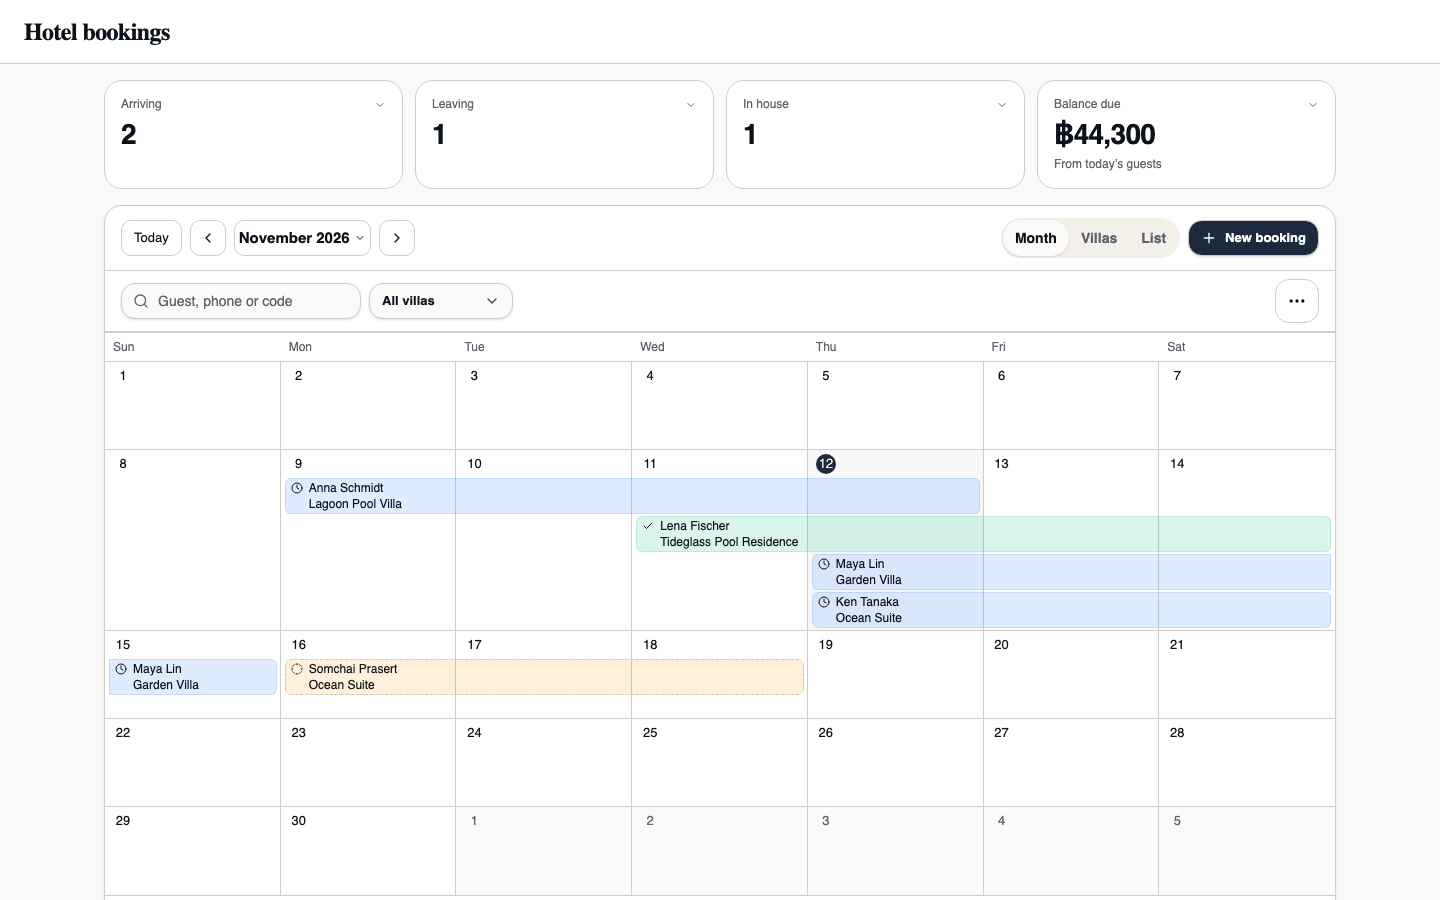 Hotel bookings
Arriving
2
Leaving
1
In house
1
Balance due
฿44,300
From today’s guests
Today
November 2026
Month
Villas
List
New booking
Guest, phone or code
All villas
Sun Mon Tue Wed Thu Fri Sat
1 2 3 4 5 6 7
8 9 10 11 12 13 14
Anna Schmidt
Lagoon Pool Villa
Lena Fischer
Tideglass Pool Residence
Maya Lin
Garden Villa
Ken Tanaka
Ocean Suite
15 16 17 18 19 20 21
Maya Lin
Garden Villa
Somchai Prasert
Ocean Suite
22 23 24 25 26 27 28
29 30 1 2 3 4 5